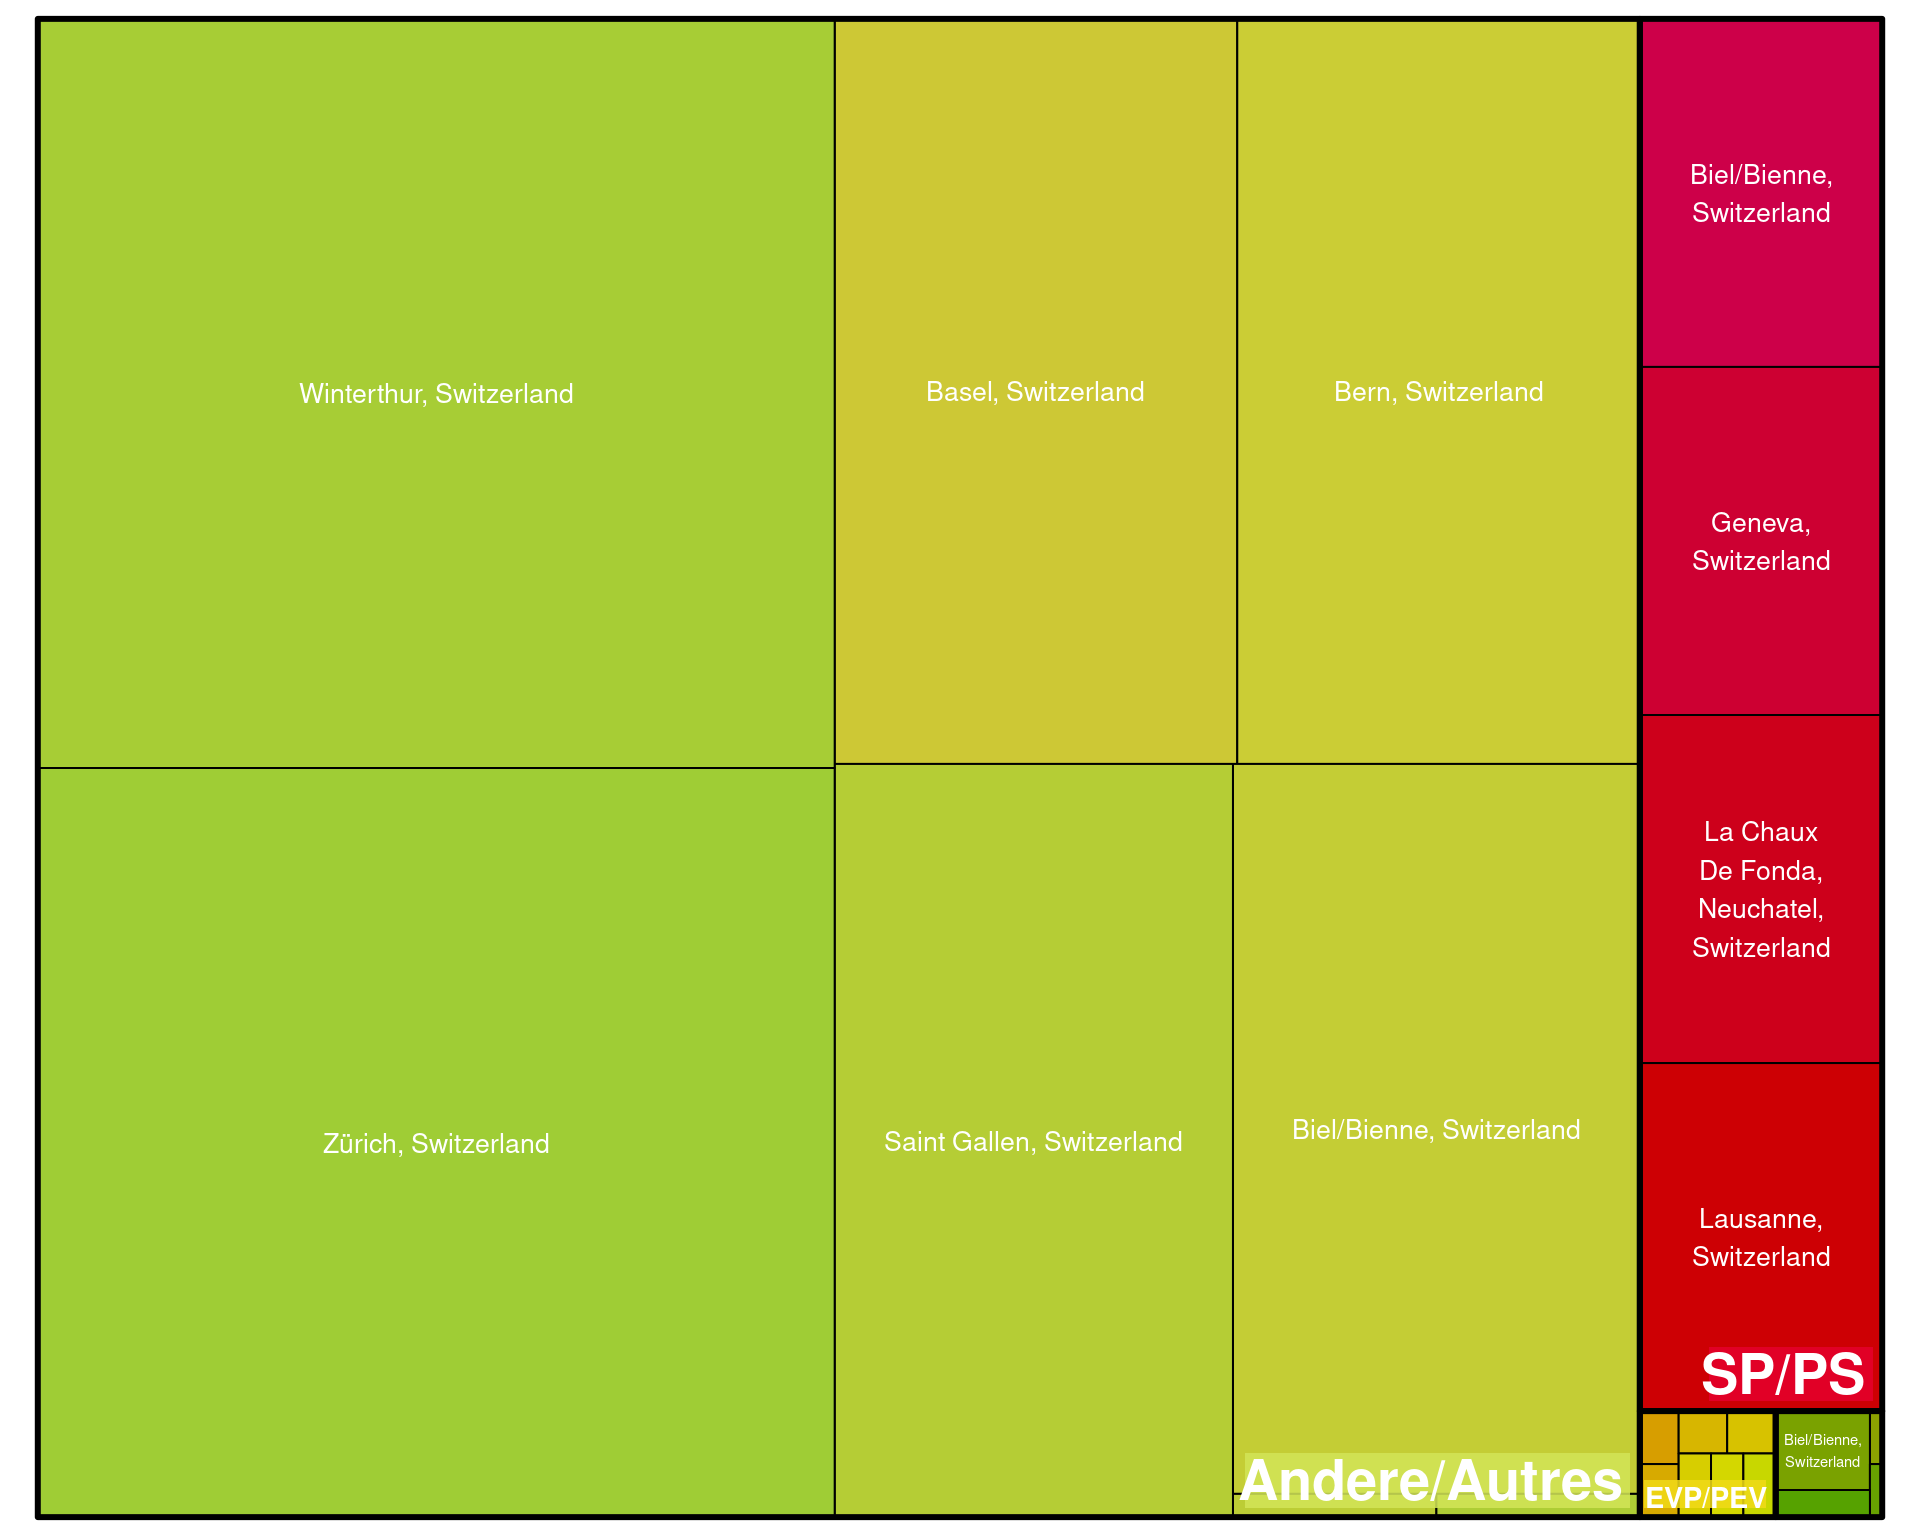 Winterthur, Switzerland
Basel, Switzerland
Bern, Switzerland
Biel/Bienne,
Switzerland
Geneva,
Switzerland
La Chaux
De Fonda,
Neuchatel,
Switzerland
Zürich, Switzerland
Saint Gallen, Switzerland
Biel/Bienne, Switzerland
Lausanne,
Switzerland
SP/PS
Andere/Autres
EVP/PEV
Biel/Bienne,
Switzerland